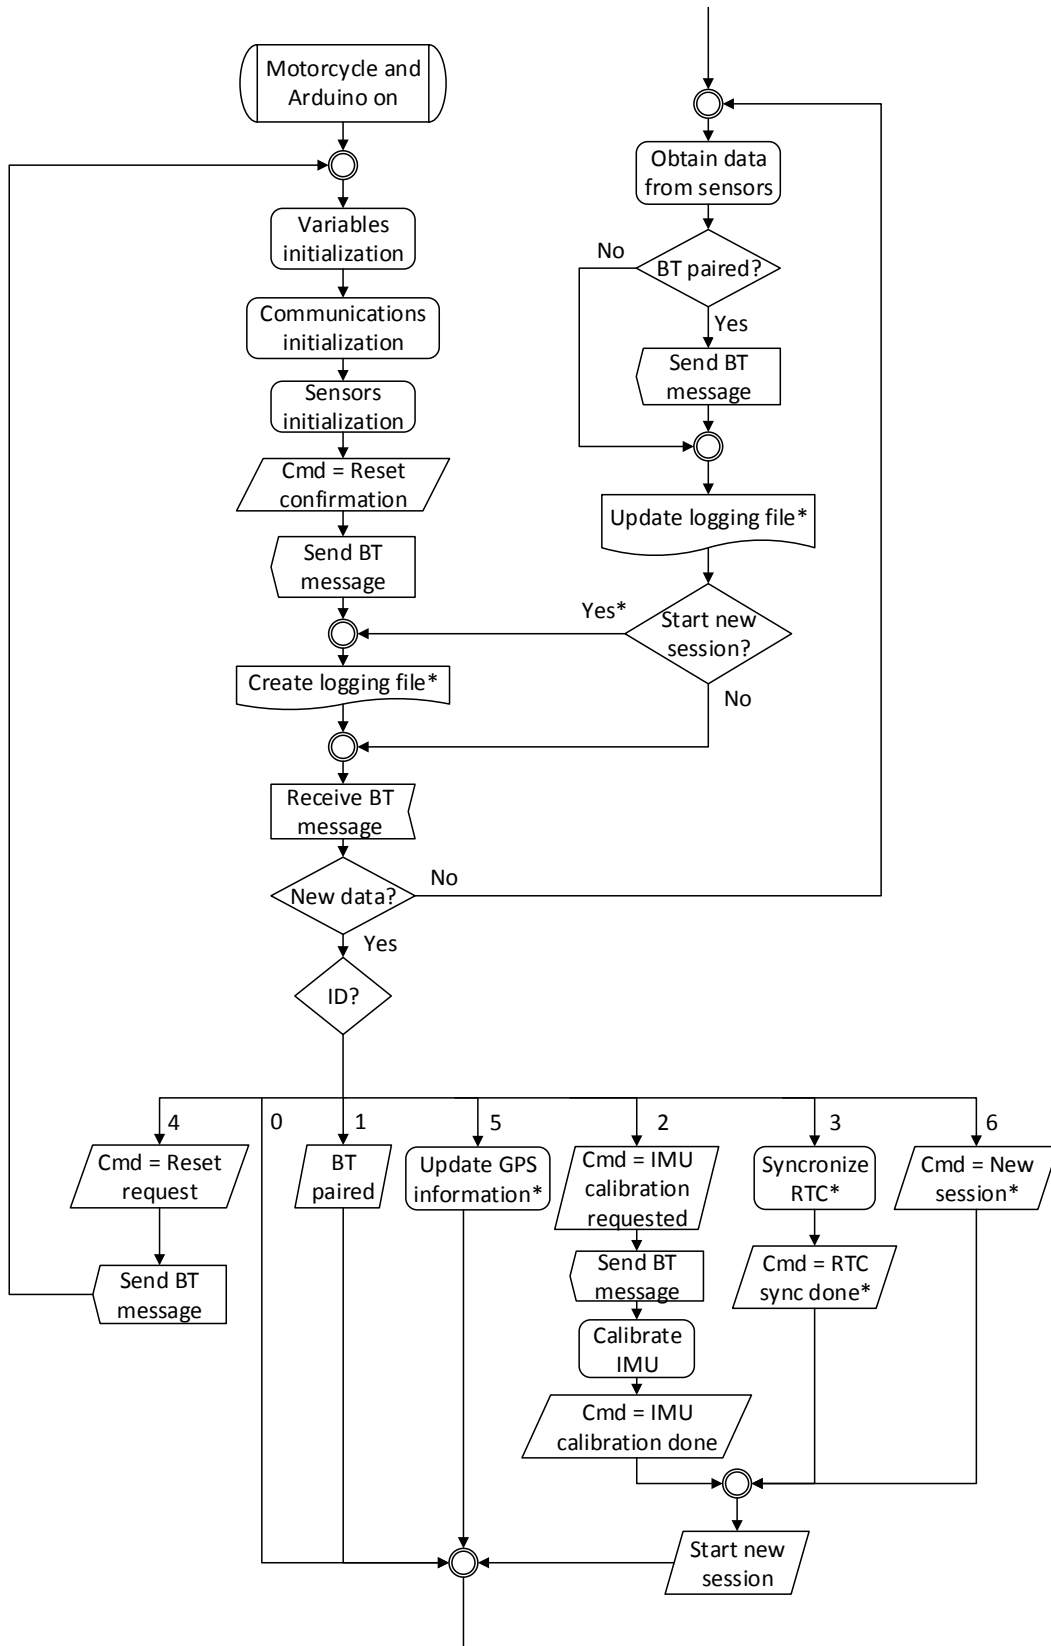 Motorcycle and
Arduino on
Variables
initialization
Communications
initialization
Sensors
initialization
Cmd = Reset
confirmation
Send BT
message
Create logging file*
Receive BT
message
New data?
No
Yes
ID?
Obtain data
from sensors
No
BT paired?
Yes
Send BT
message
Update logging file*
Yes*
Start new
session?
No
4
0
1
5
2
3
6
Cmd = Reset
request
Send BT
message
BT
paired
Update GPS
information*
Cmd = IMU
calibration
requested
Send BT
message
Calibrate
IMU
Cmd = IMU
calibration done
Syncronize
RTC*
Cmd = RTC
sync done*
Cmd = New
session*
Start new
session